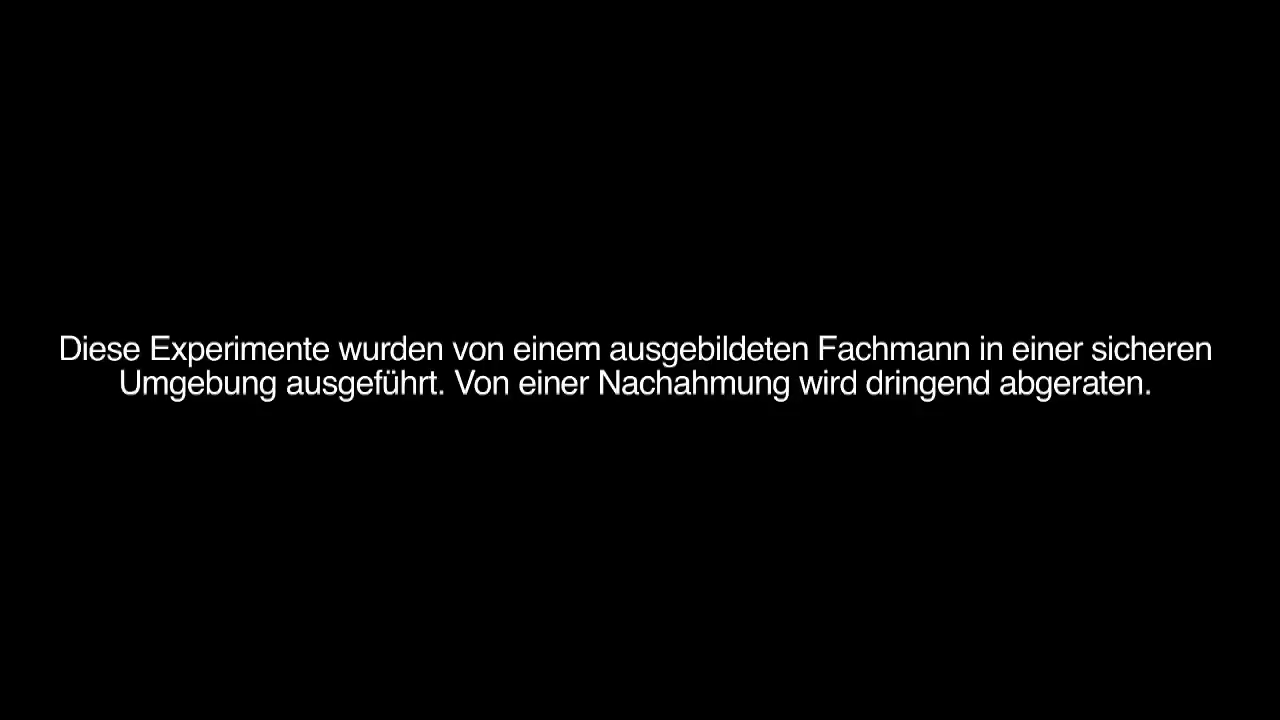 Diese Experimente wurden von einem ausgebildeten Fachmann in einer sicheren
Umgebung ausgeführt. Von einer Nachahmung wird dringend abgeraten.